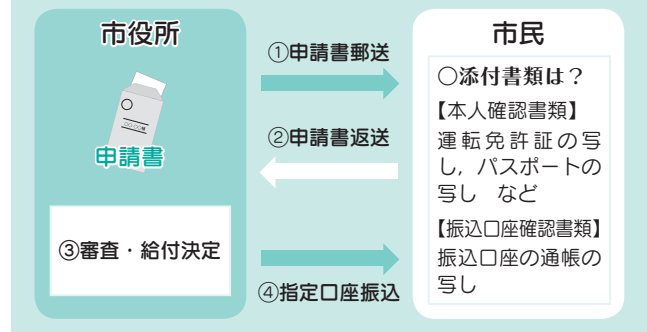 市役所
申請書
③審査・給付決定
①申請書郵送
②申請書返送
④指定口座振込
市民
○添付書類は？
【本人確認書類】
運転免許証の写
し，パスポートの
写し　など
【振込口座確認書類】
振込口座の通帳の
写し